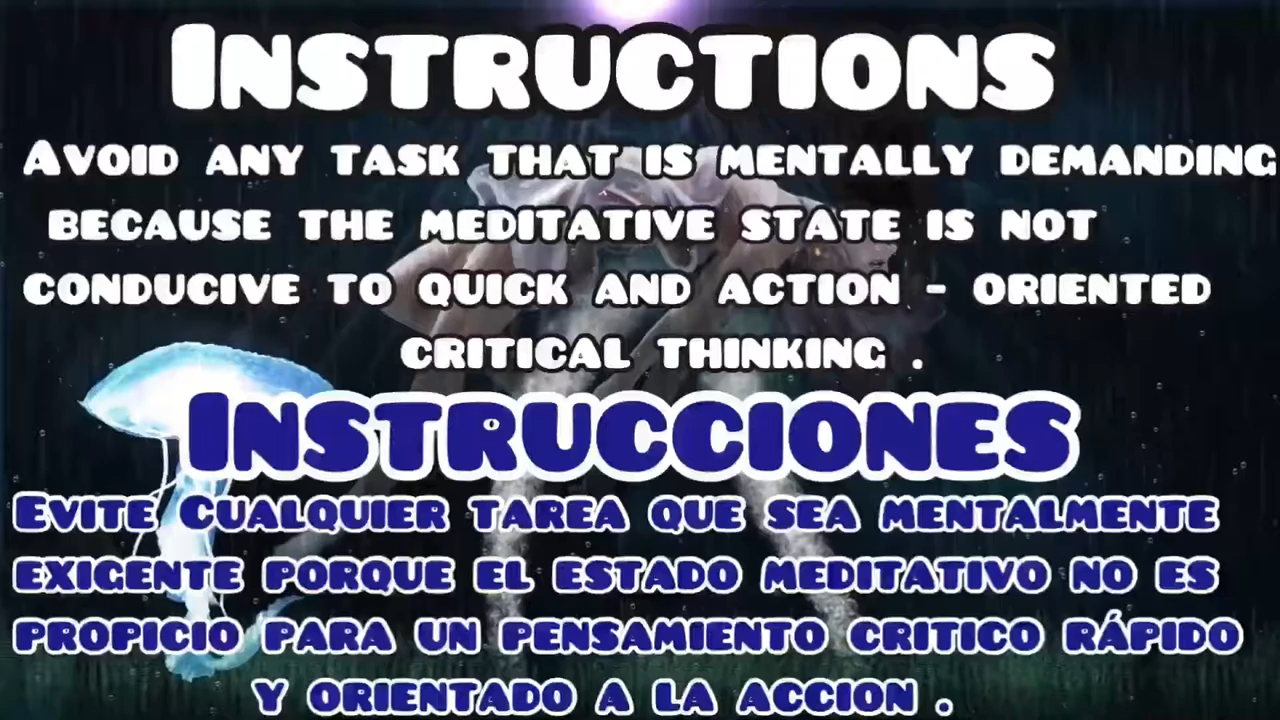 Instructions
Avoid any task that is mentally demanding
because the meditative state is not
conducive to quick and action - oriented
critical thinking .
Instrucciones
Evite Cualquier tarea que sea mentalmente
exigente porque el estado meditativo no es
propicio para un pensamiento critico rápido
y orientado a la accion .